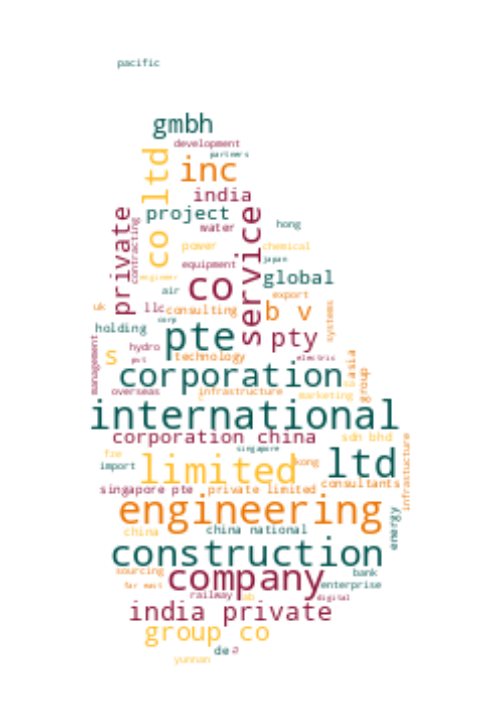 pacific
gmbh
development
partners
co ltd
inc
india
private
contracting
project
service
water
hong
power
chemical
japan
equipment
engineer
global
co
air
export
uk
llc
consulting
b v
systems
corp
holding
pte
pty
management
hydro
pvt
s
technology
electric
asia
corporation
group
overseas
infrastructure
marketing
international
corporation china
sdn bhd
singapore
fze
import
limited
kong
ltd
infrastucture
consultants
singapore pte
private limited
engineering
energy
china
china national
construction
sourcing
company
bank
far east
enterprise
railway
digital
india private
group co
de
a
yunnan